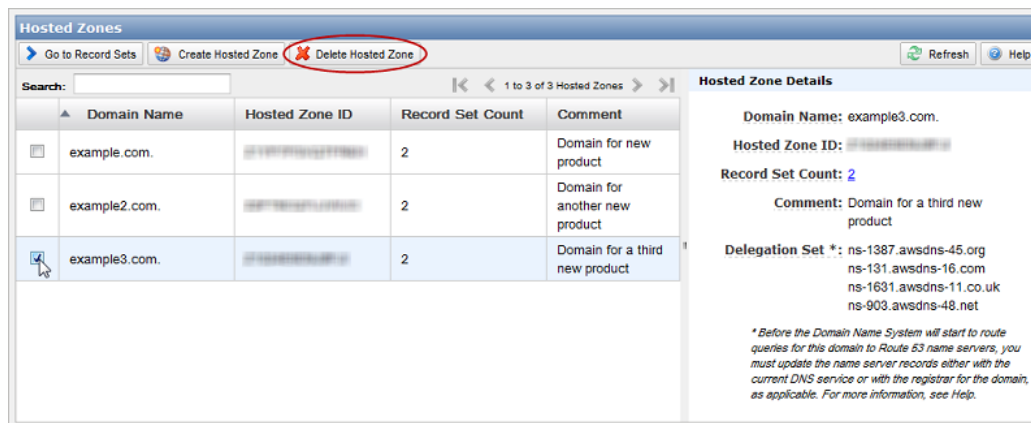 Hosted Zones
Go to Record Sets Create Hosted Zone Delete Hosted Zone Refresh Help
Search: 1 to 3 of 3 Hosted Zones
Domain Name Hosted Zone ID Record Set Count Comment
example.com. 2 Domain for new
product
example2.com. 2 Domain for
another new
product
example3.com. 2 Domain for a third
new product
Hosted Zone Details
Domain Name: example3.com.
Hosted Zone ID:
Record Set Count: 2
Comment: Domain for a third new
product
Delegation Set *: ns-1387.awsdns-45.org
ns-131.awsdns-16.com
ns-1631.awsdns-11.co.uk
ns-903.awsdns-48.net
* Before the Domain Name System will start to route
queries for this domain to Route 53 name servers, you
must update the name server records either with the
current DNS service or with the registrar for the domain,
as applicable. For more information, see Help.